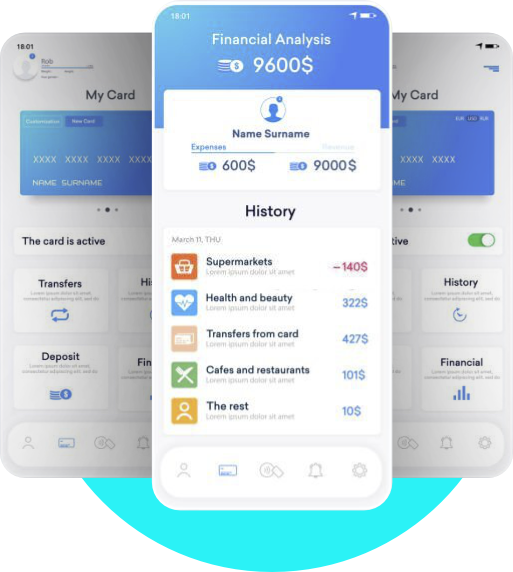 18:01
Rob
My Card
Customization
New Card
XXXX XXXX XXXX XXXX
NAME SURNAME
The card is active
Transfers
Lorem ipsum dolor sit amet,
consectetur adipiscing elit, sed do.
Hi
Deposit
Lorem ipsum dolor sit amet,
consectetur adipiscing elit, sed do.
Fin
18:01
Financial Analysis
9600$
Name Surname
Expenses
Revenue
600$
9000$
History
March 11, THU
Supermarkets
Lorem ipsum dolor sit amet
–140$
Health and beauty
Lorem ipsum dolor sit amet
322$
Transfers from card
Lorem ipsum dolor sit amet
427$
Cafes and restaurants
Lorem ipsum dolor sit amet
101$
The rest
Lorem ipsum dolor sit amet
10$
My Card
EUR USD RUR
XXXX XXXX
ME
tive
History
Lorem ipsum dolor sit amet,
consectetur adipiscing elit, sed do.
Financial
Lorem ipsum dolor sit amet,
consectetur adipiscing elit, sed do.